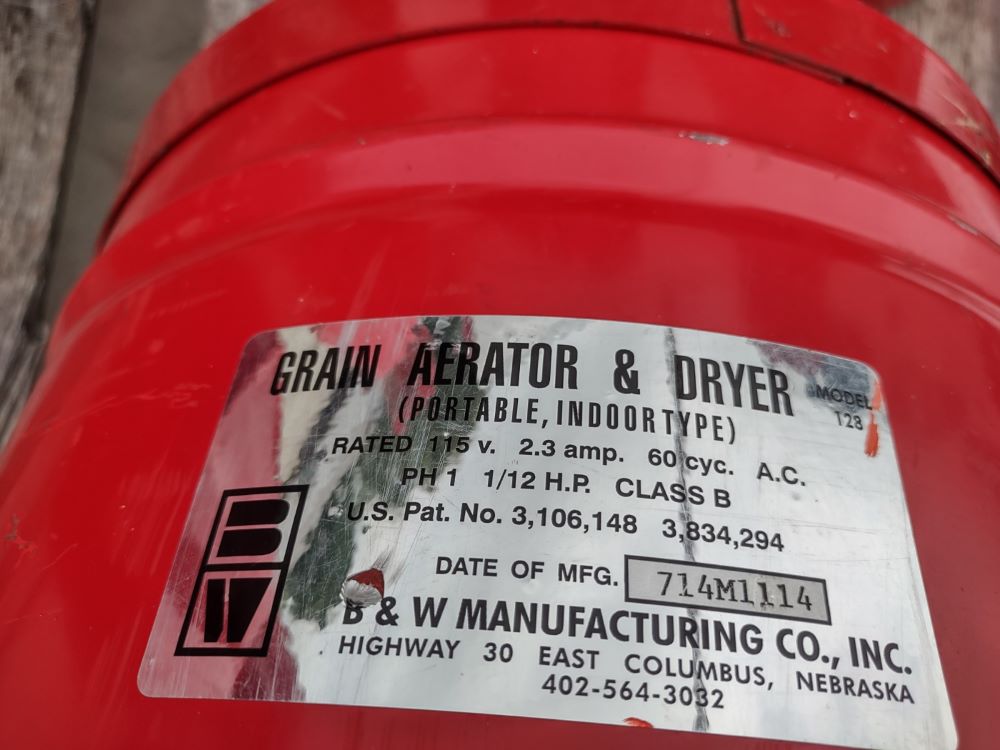 GRAIN AERATOR & DRYER
MODEL
128
(PORTABLE, INDOOR TYPE)
RATED 115 v. 2.3 amp. 60 cyc. A.C.
PH 1 1/12 H.P. CLASS B
U.S. Pat. No. 3,106,148 3,834,294
DATE OF MFG. 714M1114
BW
B & W MANUFACTURING CO., INC.
HIGHWAY 30 EAST COLUMBUS, NEBRASKA
402-564-3032